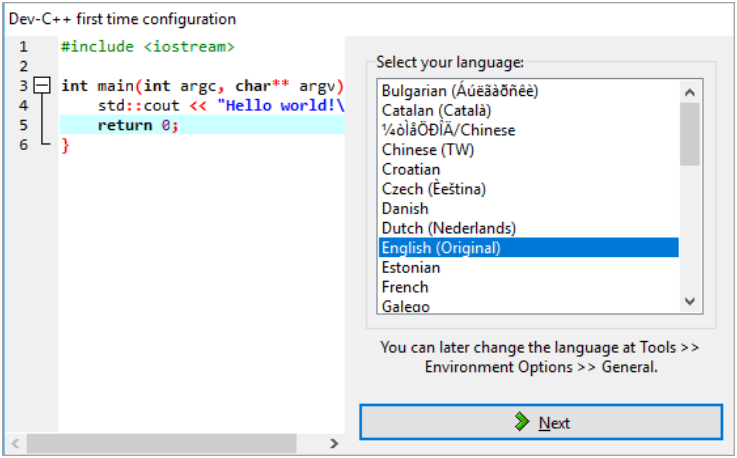 Dev-C++ first time configuration
1 #include <iostream>
2
3 int main(int argc, char** argv)
4 std::cout << "Hello world!\
5 return 0;
6 }
Select your language:
Bulgarian (Áúëãàðñêè)
Catalan (Català)
¼òÌåÖÐÎÄ/Chinese
Chinese (TW)
Croatian
Czech (Èeština)
Danish
Dutch (Nederlands)
English (Original)
Estonian
French
Galego
You can later change the language at Tools >>
Environment Options >> General.
Next